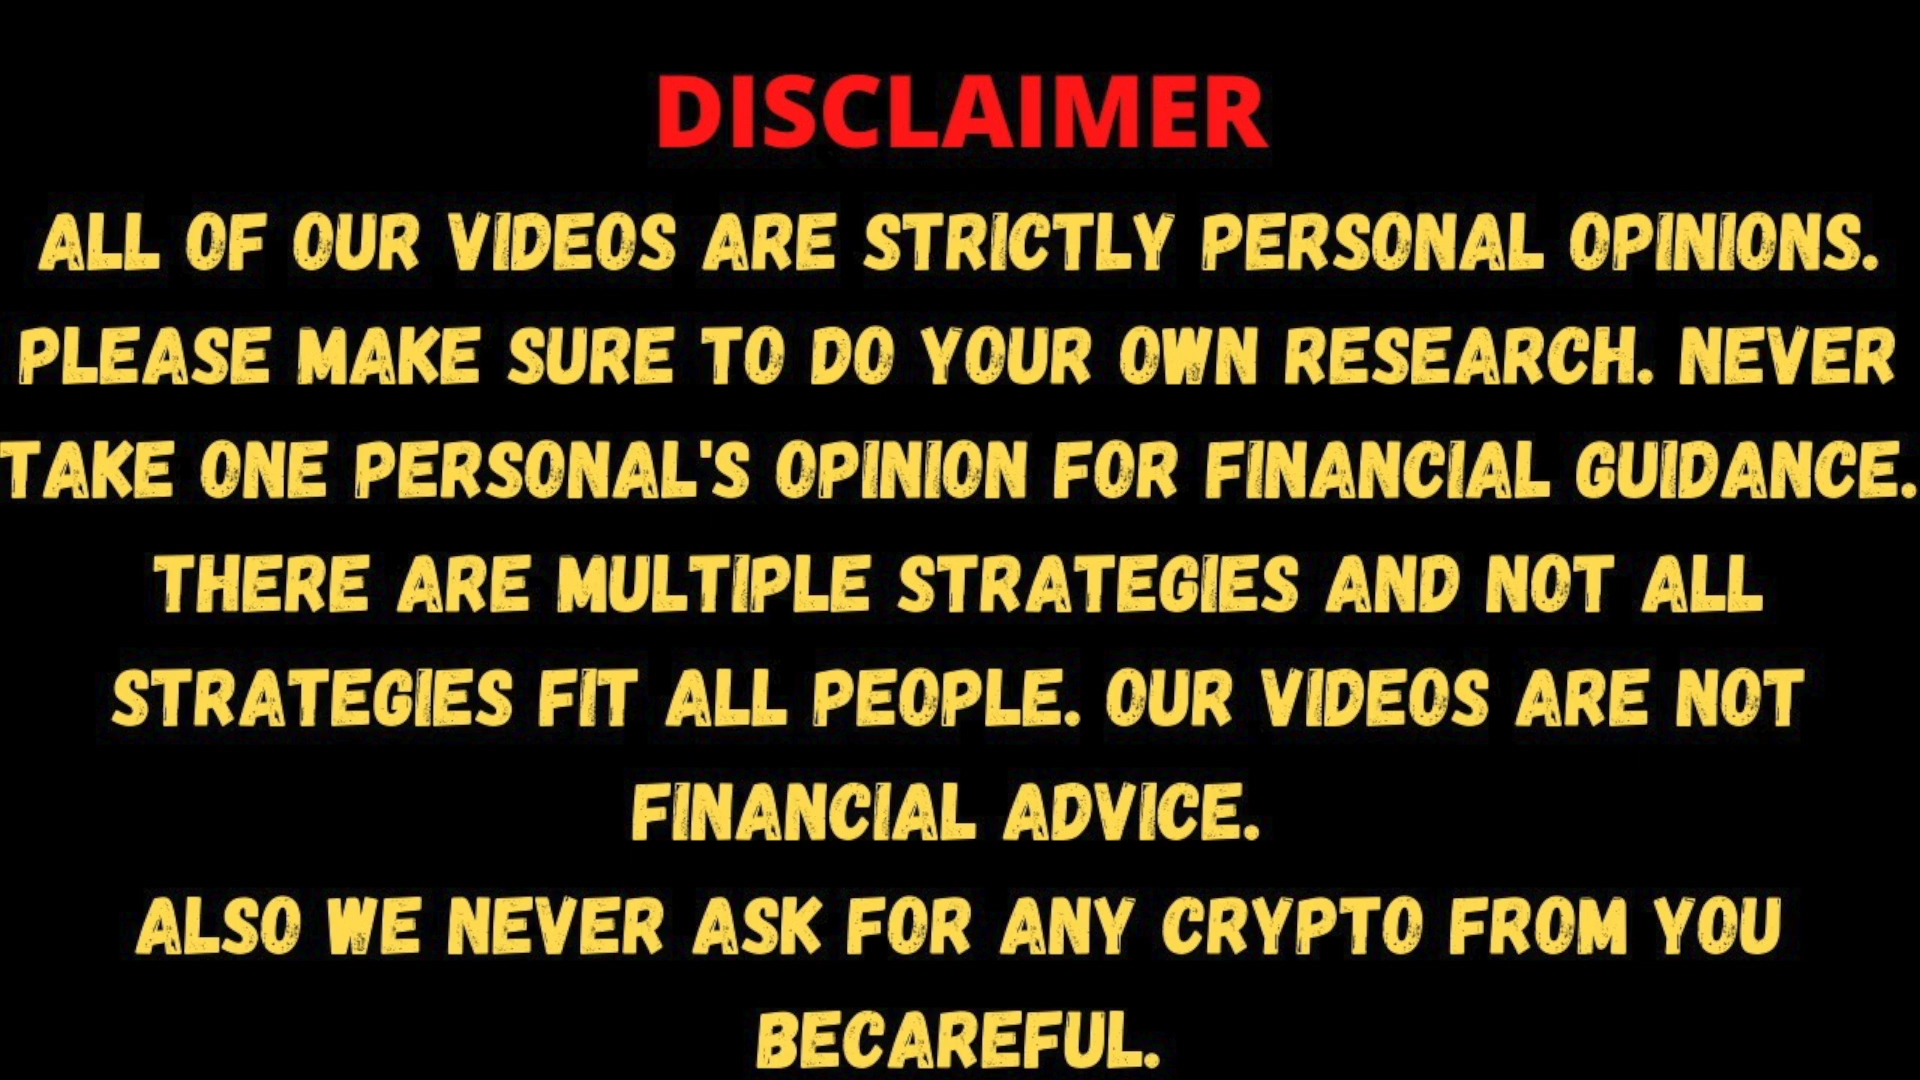 DISCLAIMER
ALL OF OUR VIDEOS ARE STRICTLY PERSONAL OPINIONS.
PLEASE MAKE SURE TO DO YOUR OWN RESEARCH. NEVER
TAKE ONE PERSONAL'S OPINION FOR FINANCIAL GUIDANCE.
THERE ARE MULTIPLE STRATEGIES AND NOT ALL
STRATEGIES FIT ALL PEOPLE. OUR VIDEOS ARE NOT
FINANCIAL ADVICE.
ALSO WE NEVER ASK FOR ANY CRYPTO FROM YOU
BECAREFUL.